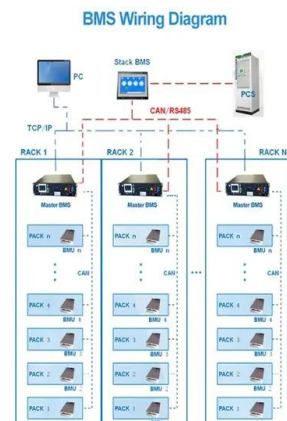 BMS Wiring Diagram
PC
Stack BMS
PCS
CAN/RS485
TCP/IP
RACK 1
RACK 2
RACK N
Master BMS
Master BMS
Master BMS
PACK n
PACK n
PACK n
BMU n
BMU n
BMU n
CAN
CAN
CAN
PACK 4
PACK 4
PACK 4
BMU 4
BMU 4
BMU 4
PACK 3
PACK 3
PACK 3
BMU 3
BMU 3
BMU 3
PACK 2
PACK 2
PACK 2
BMU 2
BMU 2
BMU 2
PACK 1
PACK 1
PACK 1